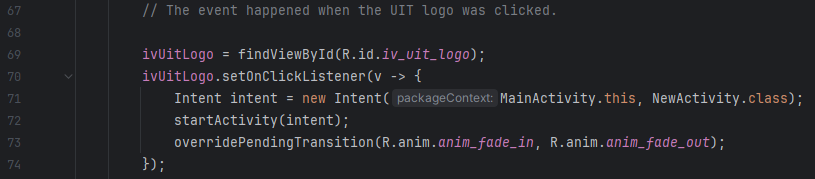 67 // The event happened when the UIT logo was clicked.
68
69 ivUitLogo = findViewById(R.id.iv_uit_logo);
70 ivUitLogo.setOnClickListener(v -> {
71 Intent intent = new Intent( packageContext: MainActivity.this, NewActivity.class);
72 startActivity(intent);
73 overridePendingTransition(R.anim.anim_fade_in, R.anim.anim_fade_out);
74 });